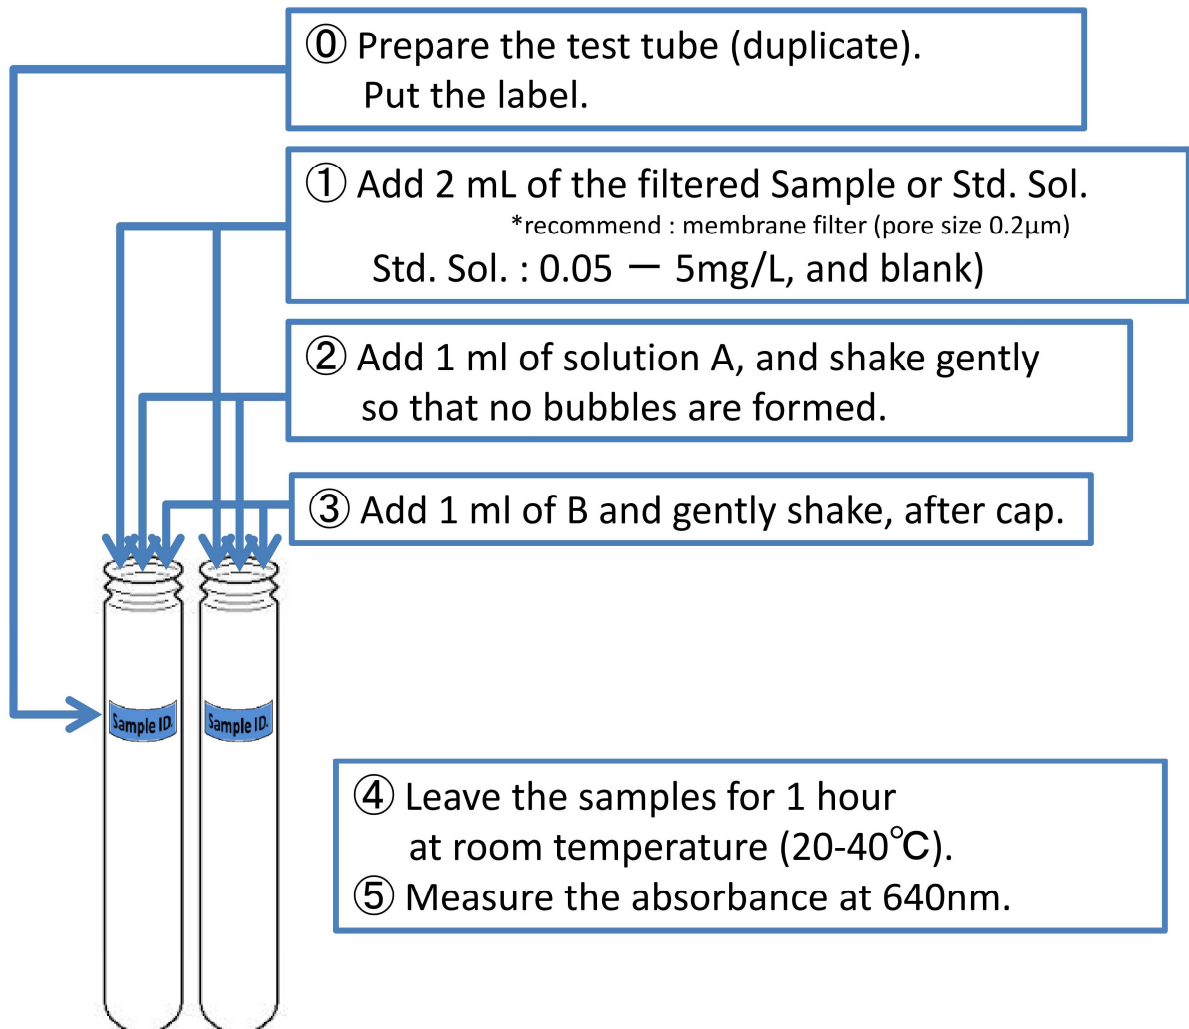 ⓪ Prepare the test tube (duplicate).
Put the label.
① Add 2 mL of the filtered Sample or Std. Sol.
*recommend : membrane filter (pore size 0.2μm)
Std. Sol. : 0.05 － 5mg/L, and blank)
② Add 1 ml of solution A, and shake gently
so that no bubbles are formed.
③ Add 1 ml of B and gently shake, after cap.
Sample ID.
Sample ID.
④ Leave the samples for 1 hour
at room temperature (20-40℃).
⑤ Measure the absorbance at 640nm.